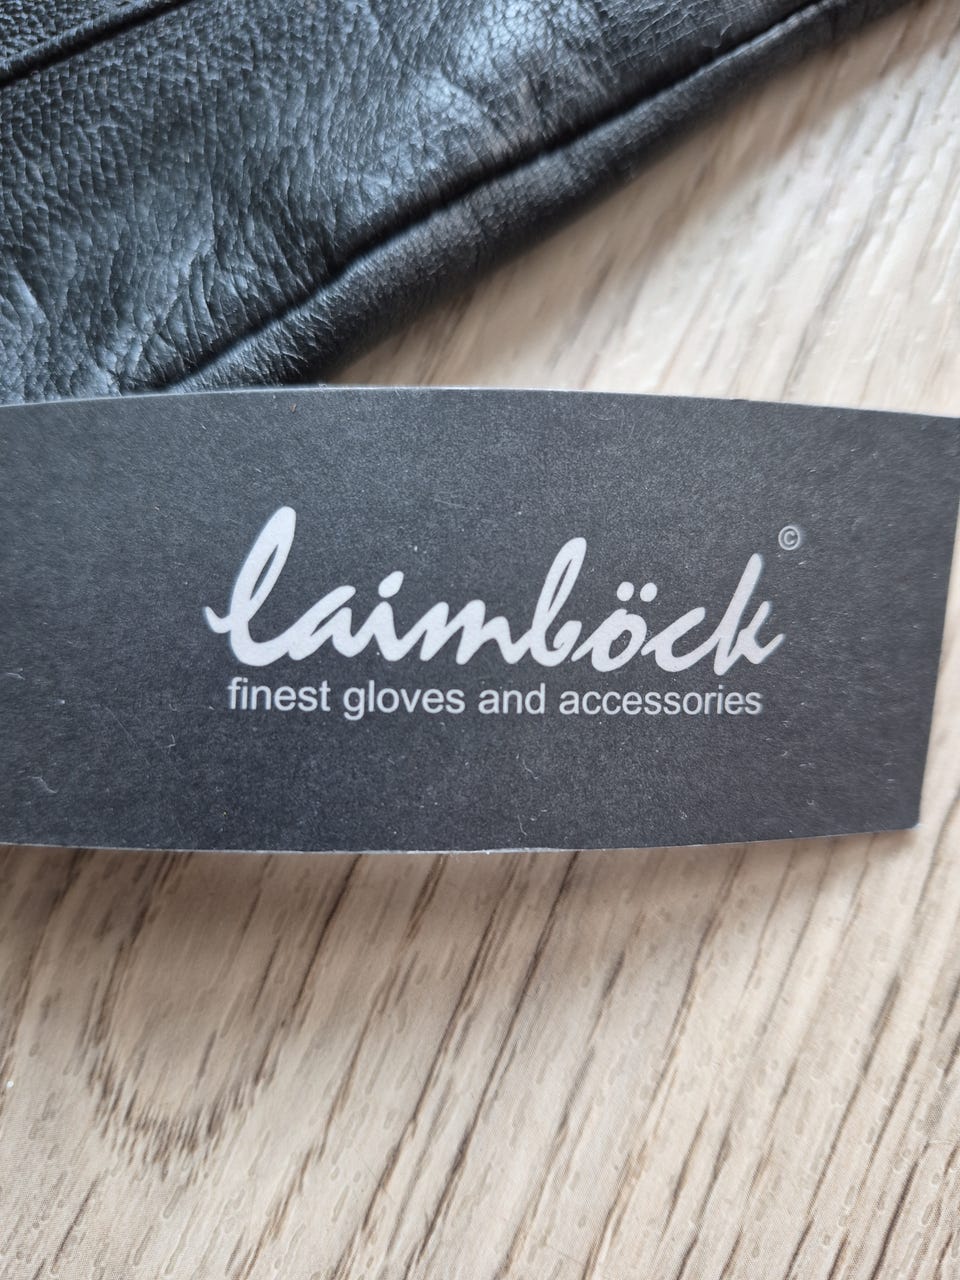 laimböck ©
finest gloves and accessories